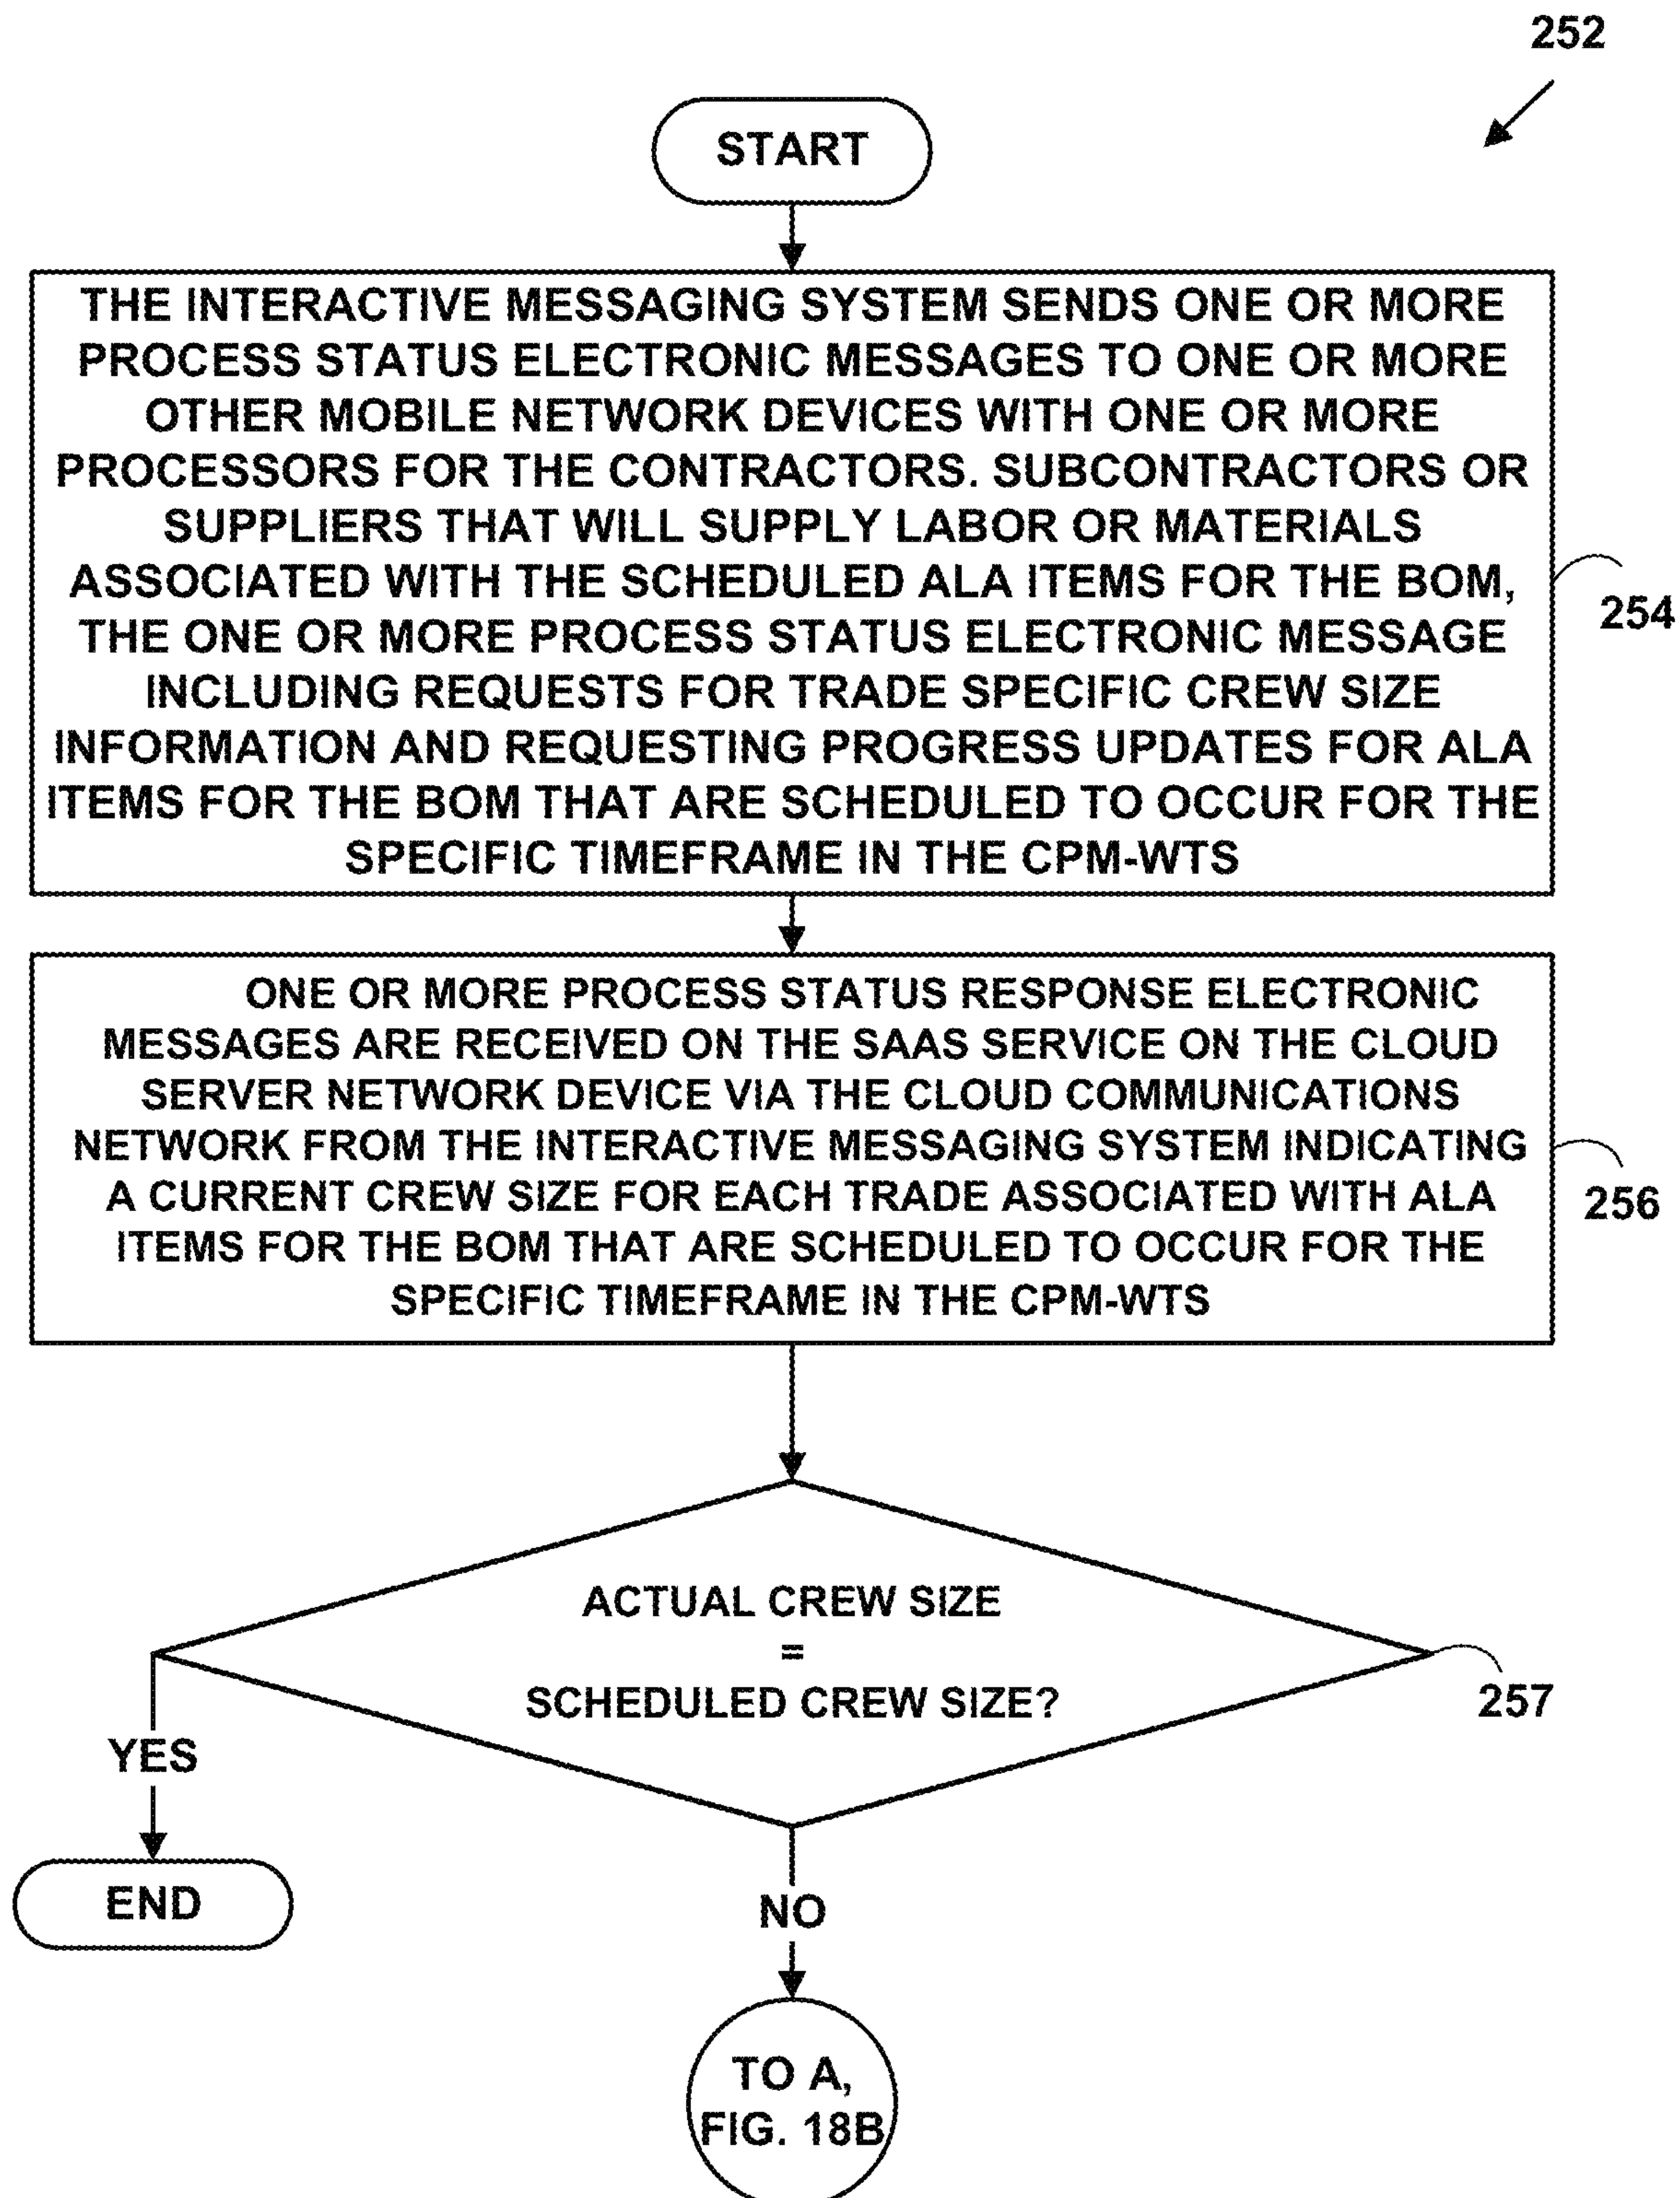 252
START
THE INTERACTIVE MESSAGING SYSTEM SENDS ONE OR MORE
PROCESS STATUS ELECTRONIC MESSAGES TO ONE OR MORE
OTHER MOBILE NETWORK DEVICES WITH ONE OR MORE
PROCESSORS FOR THE CONTRACTORS. SUBCONTRACTORS OR
SUPPLIERS THAT WILL SUPPLY LABOR OR MATERIALS
ASSOCIATED WITH THE SCHEDULED ALA ITEMS FOR THE BOM,
THE ONE OR MORE PROCESS STATUS ELECTRONIC MESSAGE
INCLUDING REQUESTS FOR TRADE SPECIFIC CREW SIZE
INFORMATION AND REQUESTING PROGRESS UPDATES FOR ALA
ITEMS FOR THE BOM THAT ARE SCHEDULED TO OCCUR FOR THE
SPECIFIC TIMEFRAME IN THE CPM-WTS
254
ONE OR MORE PROCESS STATUS RESPONSE ELECTRONIC
MESSAGES ARE RECEIVED ON THE SAAS SERVICE ON THE CLOUD
SERVER NETWORK DEVICE VIA THE CLOUD COMMUNICATIONS
NETWORK FROM THE INTERACTIVE MESSAGING SYSTEM INDICATING
A CURRENT CREW SIZE FOR EACH TRADE ASSOCIATED WITH ALA
ITEMS FOR THE BOM THAT ARE SCHEDULED TO OCCUR FOR THE
SPECIFIC TIMEFRAME IN THE CPM-WTS
256
ACTUAL CREW SIZE
=
SCHEDULED CREW SIZE?
257
YES
END
NO
TO A,
FIG. 18B